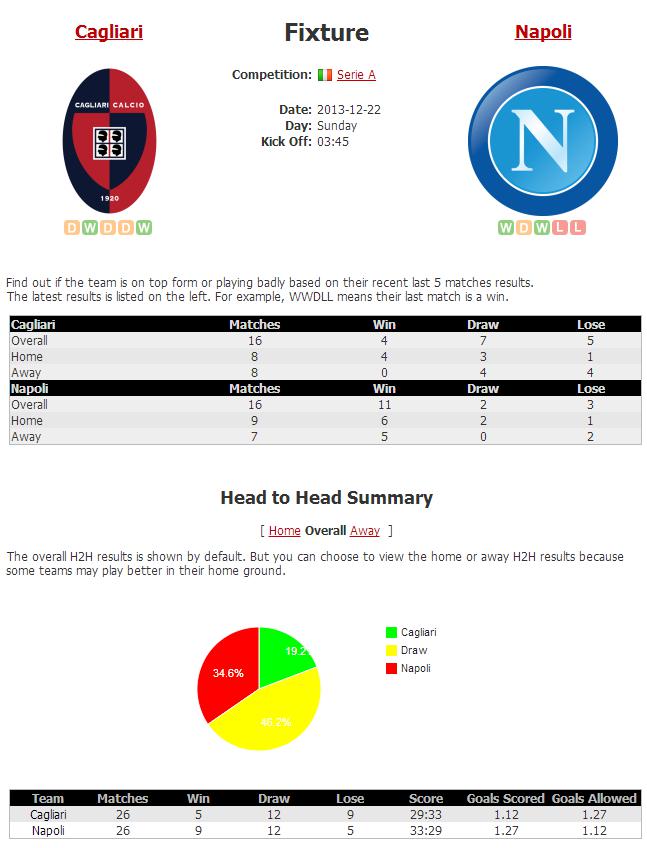 Cagliari
Fixture
Napoli
Competition: Serie A
Date: 2013-12-22
Day: Sunday
Kick Off: 03:45
CAGLIARI CALCIO
1920
N
D W D D W
W D W L L
Find out if the team is on top form or playing badly based on their recent last 5 matches results.
The latest results is listed on the left. For example, WWDLL means their last match is a win.
Cagliari Matches Win Draw Lose
Overall 16 4 7 5
Home 8 4 3 1
Away 8 0 4 4
Napoli Matches Win Draw Lose
Overall 16 11 2 3
Home 9 6 2 1
Away 7 5 0 2
Head to Head Summary
[ Home Overall Away ]
The overall H2H results is shown by default. But you can choose to view the home or away H2H results because
some teams may play better in their home ground.
Cagliari
Draw
Napoli
19.2
34.6%
46.2%
Team Matches Win Draw Lose Score Goals Scored Goals Allowed
Cagliari 26 5 12 9 29:33 1.12 1.27
Napoli 26 9 12 5 33:29 1.27 1.12